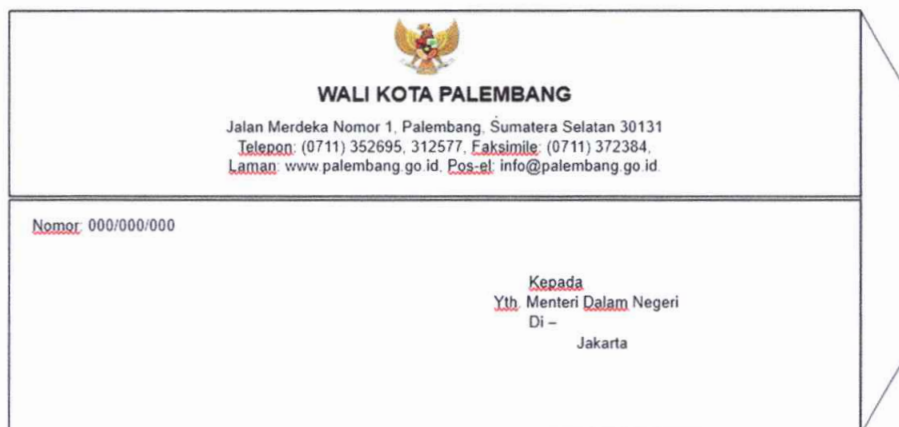 WALI KOTA PALEMBANG
Jalan Merdeka Nomor 1, Palembang, Sumatera Selatan 30131
Telepon: (0711) 352695, 312577, Faksimile: (0711) 372384,
Laman: www.palembang.go.id, Pos-el: info@palembang.go.id.
Nomor: 000/000/000
Kepada
Yth. Menteri Dalam Negeri
Di –
Jakarta